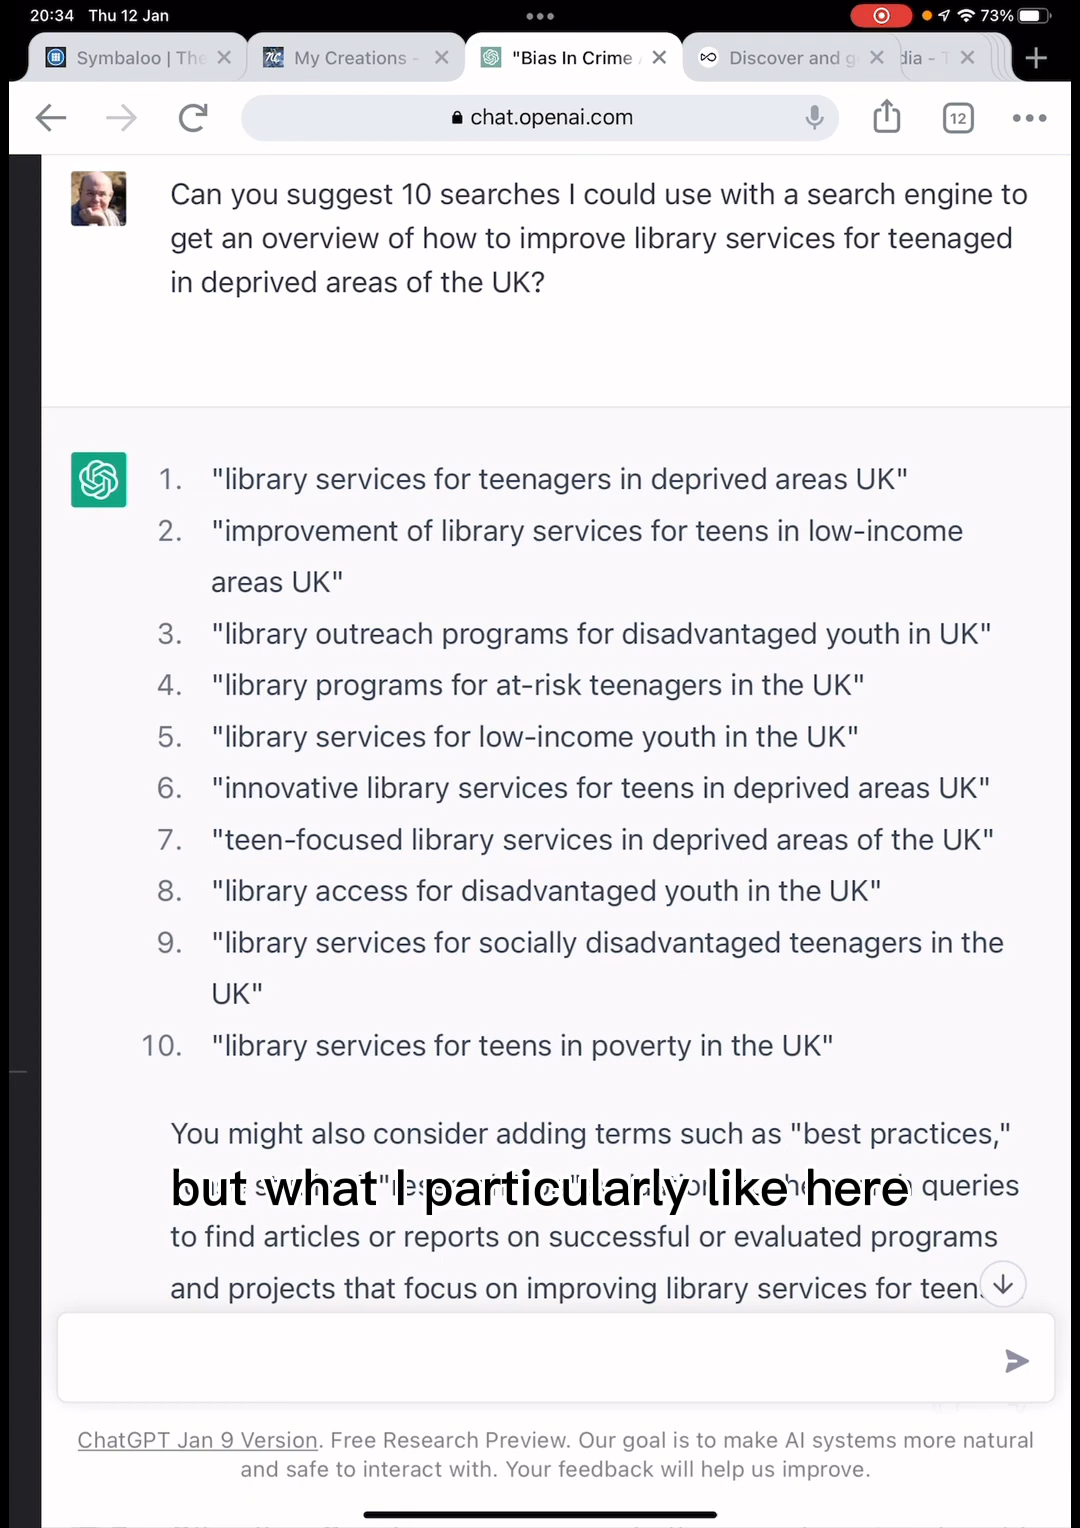 20:34 Thu 12 Jan 73%
Symbaloo | The My Creations - "Bias In Crime Discover and g dia - T
chat.openai.com 12
Can you suggest 10 searches I could use with a search engine to
get an overview of how to improve library services for teenaged
in deprived areas of the UK?
1. "library services for teenagers in deprived areas UK"
2. "improvement of library services for teens in low-income
areas UK"
3. "library outreach programs for disadvantaged youth in UK"
4. "library programs for at-risk teenagers in the UK"
5. "library services for low-income youth in the UK"
6. "innovative library services for teens in deprived areas UK"
7. "teen-focused library services in deprived areas of the UK"
8. "library access for disadvantaged youth in the UK"
9. "library services for socially disadvantaged teenagers in the
UK"
10. "library services for teens in poverty in the UK"
You might also consider adding terms such as "best practices,"
but what I particularly like here
queries
to find articles or reports on successful or evaluated programs
and projects that focus on improving library services for teen
ChatGPT Jan 9 Version. Free Research Preview. Our goal is to make AI systems more natural
and safe to interact with. Your feedback will help us improve.